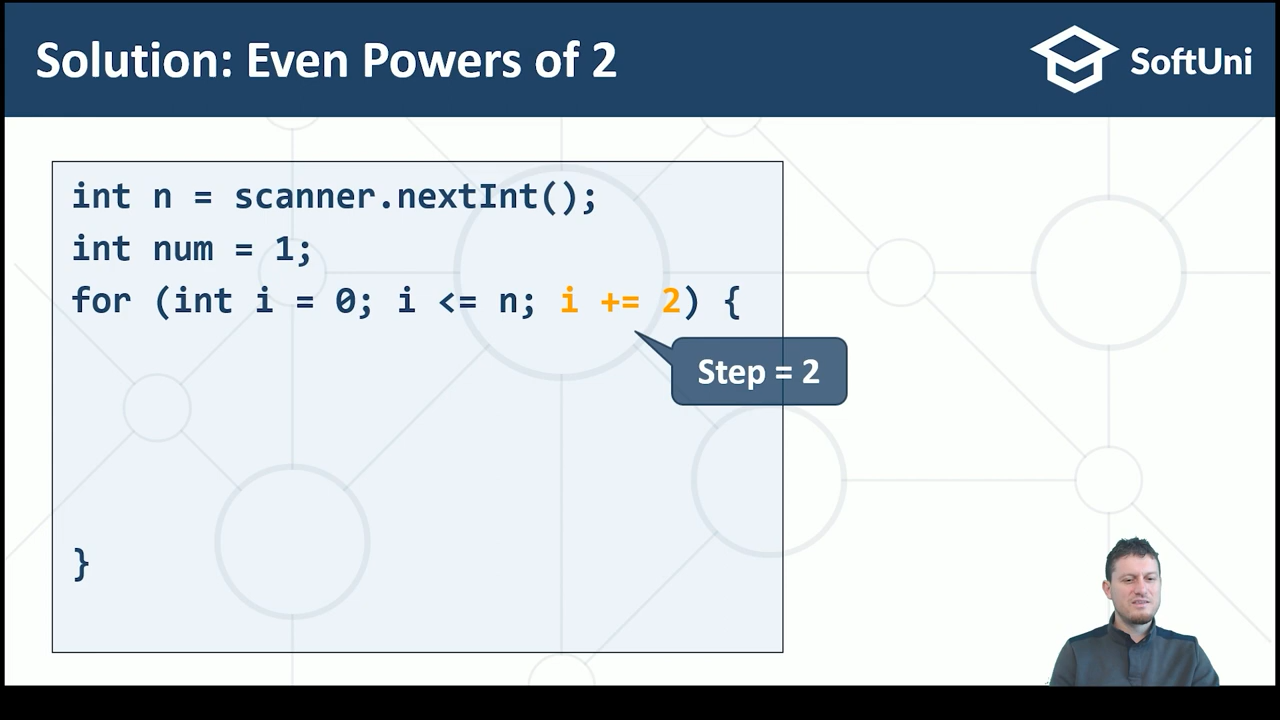 Solution: Even Powers of 2
SoftUni
int n = scanner.nextInt();
int num = 1;
for (int i = 0; i <= n; i += 2) {
Step = 2
}